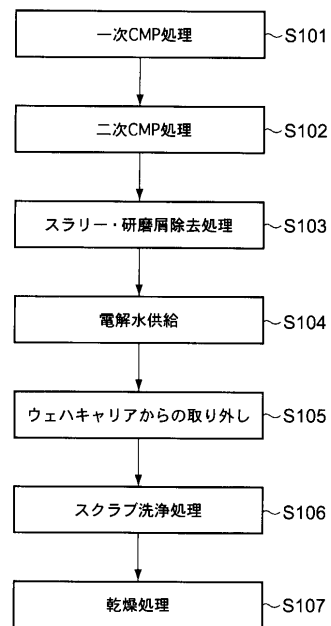 一次CMP処理 S101
二次CMP処理 S102
スラリー・研磨屑除去処理 S103
電解水供給 S104
ウェハキャリアからの取り外し S105
スクラブ洗浄処理 S106
乾燥処理 S107